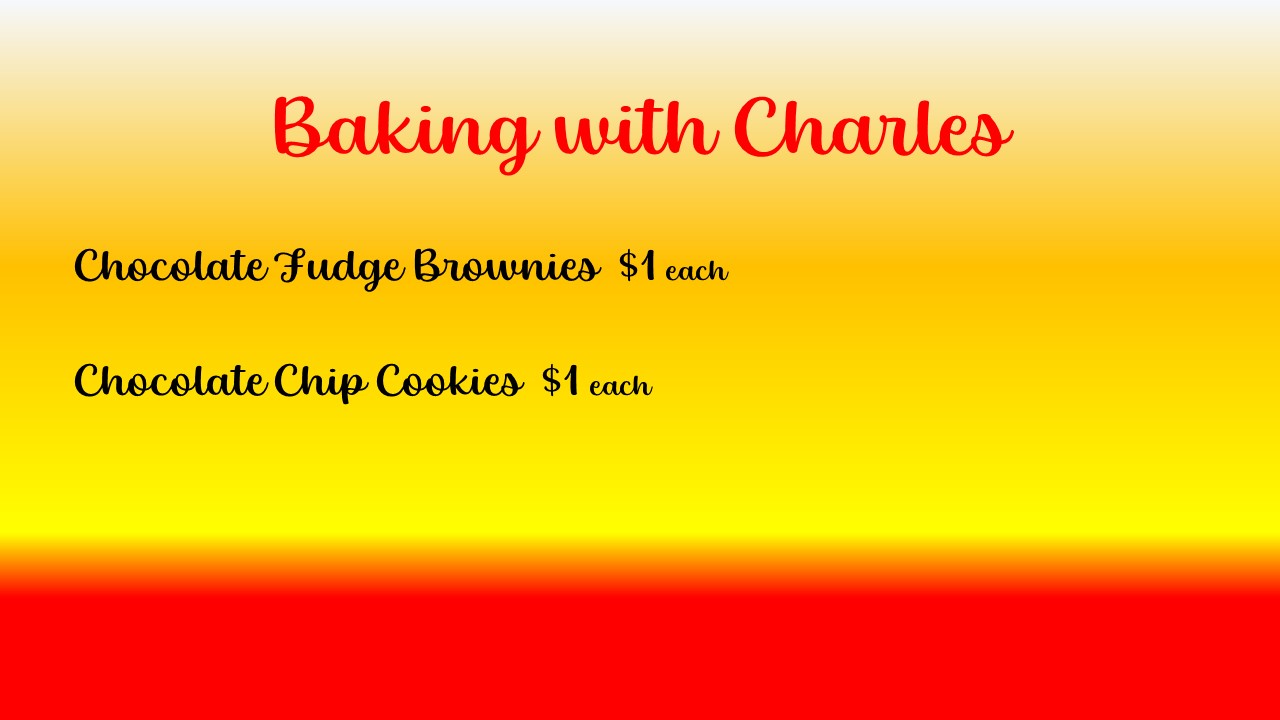 Baking with Charles
Chocolate Fudge Brownies $1 each
Chocolate Chip Cookies $1 each